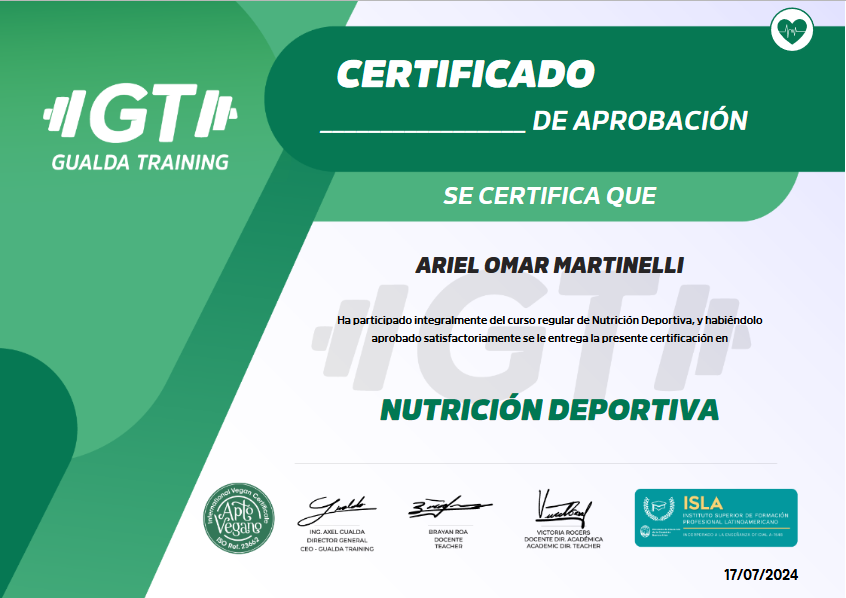 CERTIFICADO
_________________ DE APROBACIÓN
GT
GUALDA TRAINING
SE CERTIFICA QUE
ARIEL OMAR MARTINELLI
GT
Ha participado integralmente del curso regular de Nutrición Deportiva, y habiéndolo
aprobado satisfactoriamente se le entrega la presente certificación en
NUTRICIÓN DEPORTIVA
International Vegan Certificate
Apto
Vegano
ISO Ref. 23662
ING. AXEL GUALDA
DIRECTOR GENERAL
CEO - GUALDA TRAINING
BRAYAN ROA
DOCENTE
TEACHER
VICTORIA ROGERS
DOCENTE DIR. ACADÉMICA
ACADEMIC DIR. TEACHER
ISLA
INSTITUTO SUPERIOR DE FORMACIÓN
PROFESIONAL LATINOAMERICANO
17/07/2024